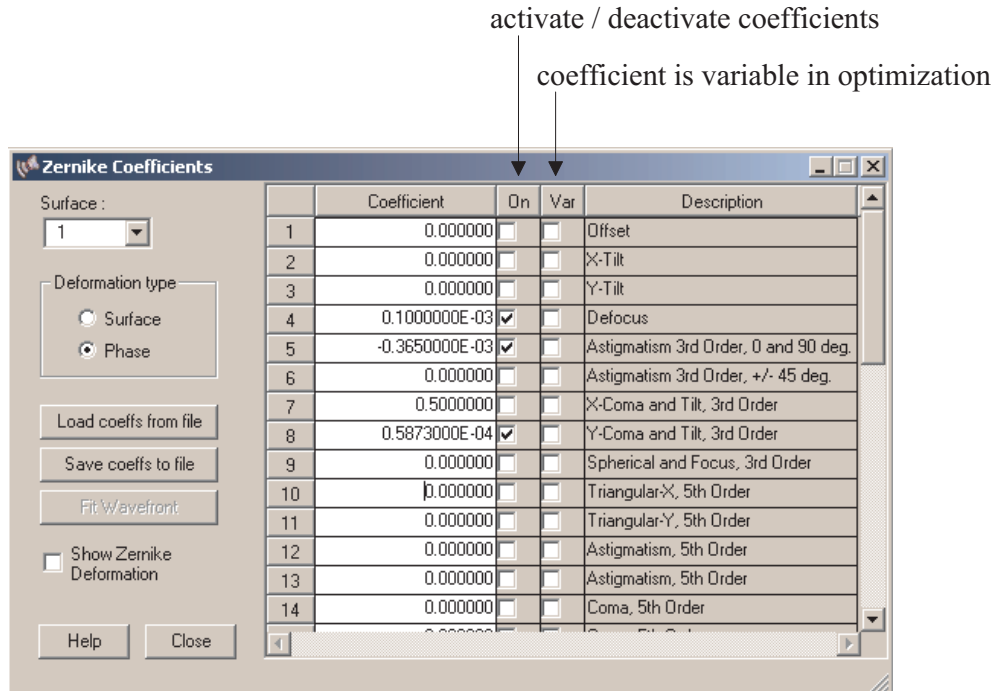 activate / deactivate coefficients
coefficient is variable in optimization
Zernike Coefficients
Surface :
1
Deformation type
Surface
Phase
Load coeffs from file
Save coeffs to file
Fit Wavefront
Show Zernike
Deformation
Help Close
Coefficient On Var Description
1 0.000000 Offset
2 0.000000 X-Tilt
3 0.000000 Y-Tilt
4 0.1000000E-03 Defocus
5 -0.3650000E-03 Astigmatism 3rd Order, 0 and 90 deg.
6 0.000000 Astigmatism 3rd Order, +/- 45 deg.
7 0.5000000 X-Coma and Tilt, 3rd Order
8 0.5873000E-04 Y-Coma and Tilt, 3rd Order
9 0.000000 Spherical and Focus, 3rd Order
10 0.000000 Triangular-X, 5th Order
11 0.000000 Triangular-Y, 5th Order
12 0.000000 Astigmatism, 5th Order
13 0.000000 Astigmatism, 5th Order
14 0.000000 Coma, 5th Order